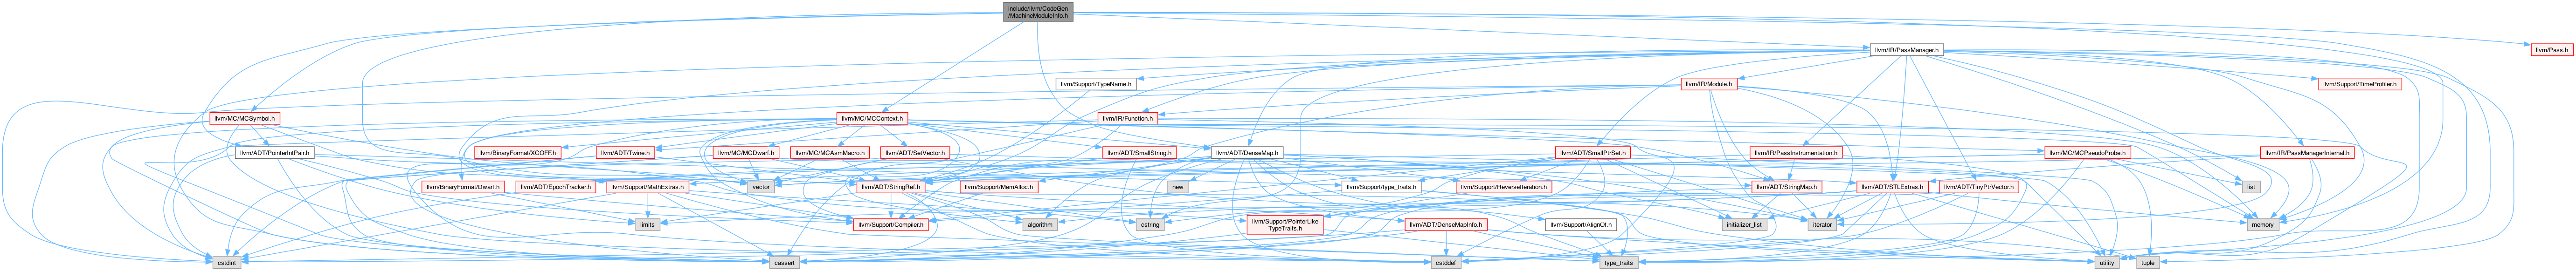 include/llvm/CodeGen
/MachineModuleInfo.h
llvm/IR/PassManager.h
llvm/Pass.h
llvm/Support/TypeName.h
llvm/IR/Module.h
llvm/Support/TimeProfiler.h
llvm/MC/MCSymbol.h
llvm/MC/MCContext.h
llvm/IR/Function.h
llvm/ADT/PointerIntPair.h
llvm/BinaryFormat/XCOFF.h
llvm/ADT/Twine.h
llvm/MC/MCDwarf.h
llvm/MC/MCAsmMacro.h
llvm/ADT/SetVector.h
llvm/ADT/SmallString.h
llvm/ADT/DenseMap.h
llvm/ADT/SmallPtrSet.h
llvm/IR/PassInstrumentation.h
llvm/MC/MCPseudoProbe.h
llvm/IR/PassManagerInternal.h
llvm/BinaryFormat/Dwarf.h
llvm/ADT/EpochTracker.h
llvm/Support/MathExtras.h
vector
llvm/ADT/StringRef.h
llvm/Support/MemAlloc.h
new
llvm/Support/type_traits.h
llvm/Support/ReverseIteration.h
llvm/ADT/StringMap.h
llvm/ADT/STLExtras.h
llvm/ADT/TinyPtrVector.h
list
limits
llvm/Support/Compiler.h
algorithm
cstring
llvm/Support/PointerLike
TypeTraits.h
llvm/ADT/DenseMapInfo.h
llvm/Support/AlignOf.h
initializer_list
iterator
memory
cstdint
cassert
cstddef
type_traits
utility
tuple